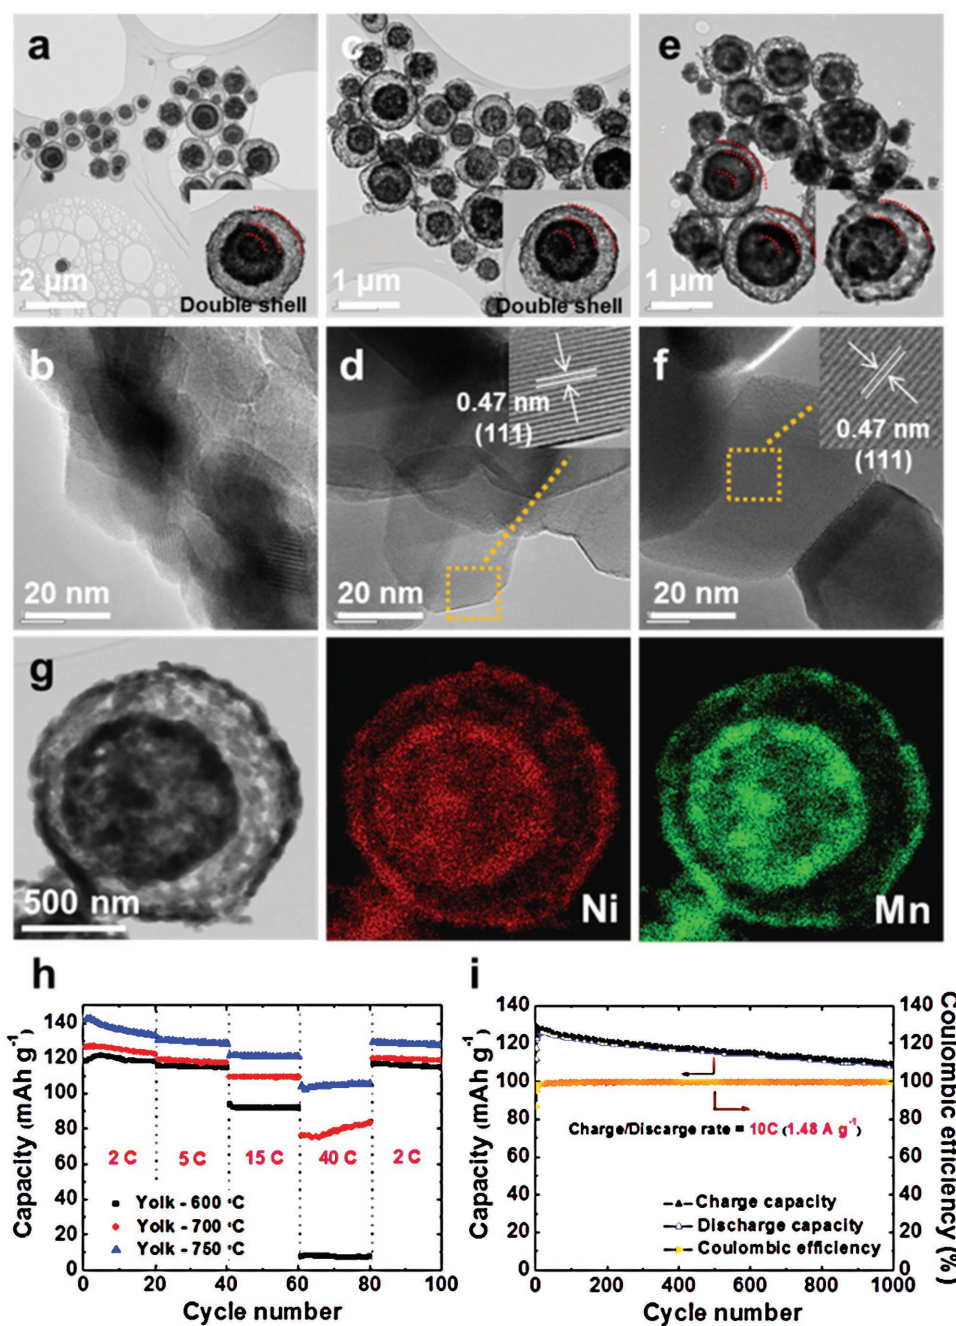 a
2 μm
Double shell
c
1 μm
Double shell
e
1 μm
b
20 nm
d
0.47 nm
(111)
20 nm
f
0.47 nm
(111)
20 nm
g
500 nm
Ni
Mn
h
Capacity (mAh g⁻¹)
140
120
100
80
60
40
20
0
2 C
5 C
15 C
40 C
2 C
Yolk - 600 °C
Yolk - 700 °C
Yolk - 750 °C
0
20
40
60
80
100
Cycle number
i
Capacity (mAh g⁻¹)
140
120
100
80
60
40
20
0
Charge/Discarge rate = 10C (1.48 A g⁻¹)
Charge capacity
Discharge capacity
Coulombic efficiency
0
200
400
600
800
1000
Cycle number
140
120
100
80
60
40
20
0
Coulombic efficiency (%)